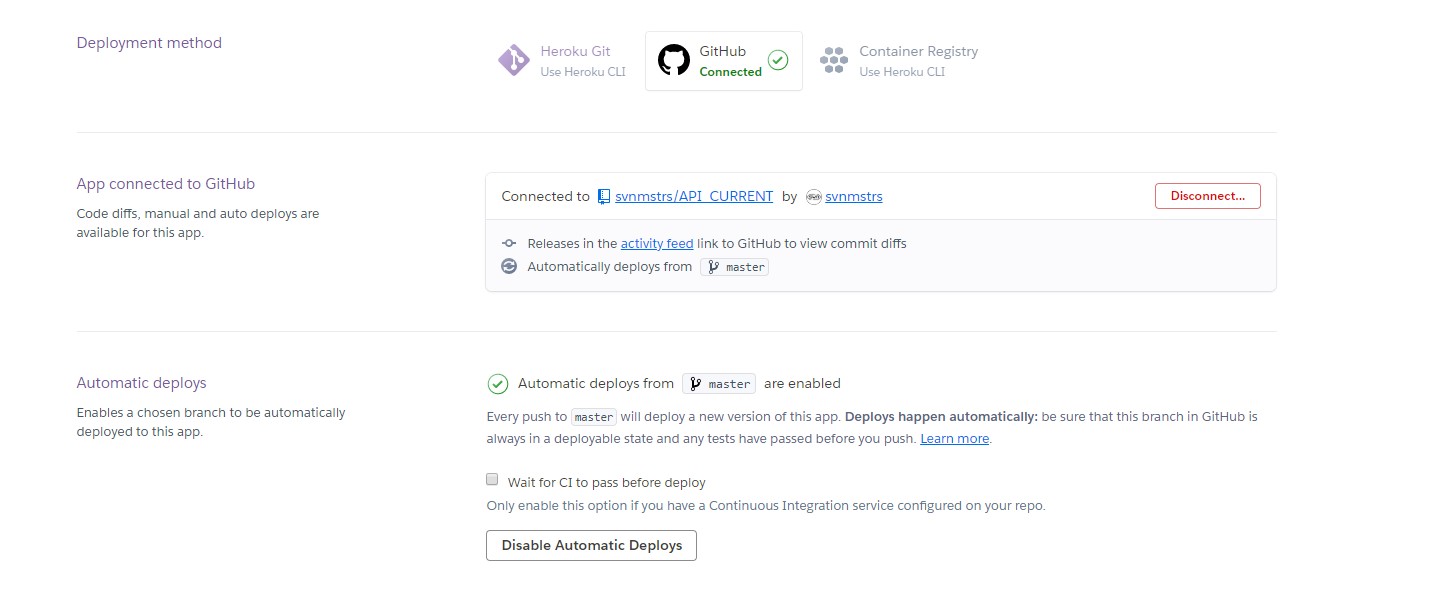 Deployment method
Heroku Git
Use Heroku CLI
GitHub
Connected
Container Registry
Use Heroku CLI
App connected to GitHub
Code diffs, manual and auto deploys are
available for this app.
Connected to svnmstrs/API_CURRENT by svnmstrs
Disconnect...
Releases in the activity feed link to GitHub to view commit diffs
Automatically deploys from master
Automatic deploys
Enables a chosen branch to be automatically
deployed to this app.
Automatic deploys from master are enabled
Every push to master will deploy a new version of this app. Deploys happen automatically: be sure that this branch in GitHub is
always in a deployable state and any tests have passed before you push. Learn more.
Wait for CI to pass before deploy
Only enable this option if you have a Continuous Integration service configured on your repo.
Disable Automatic Deploys